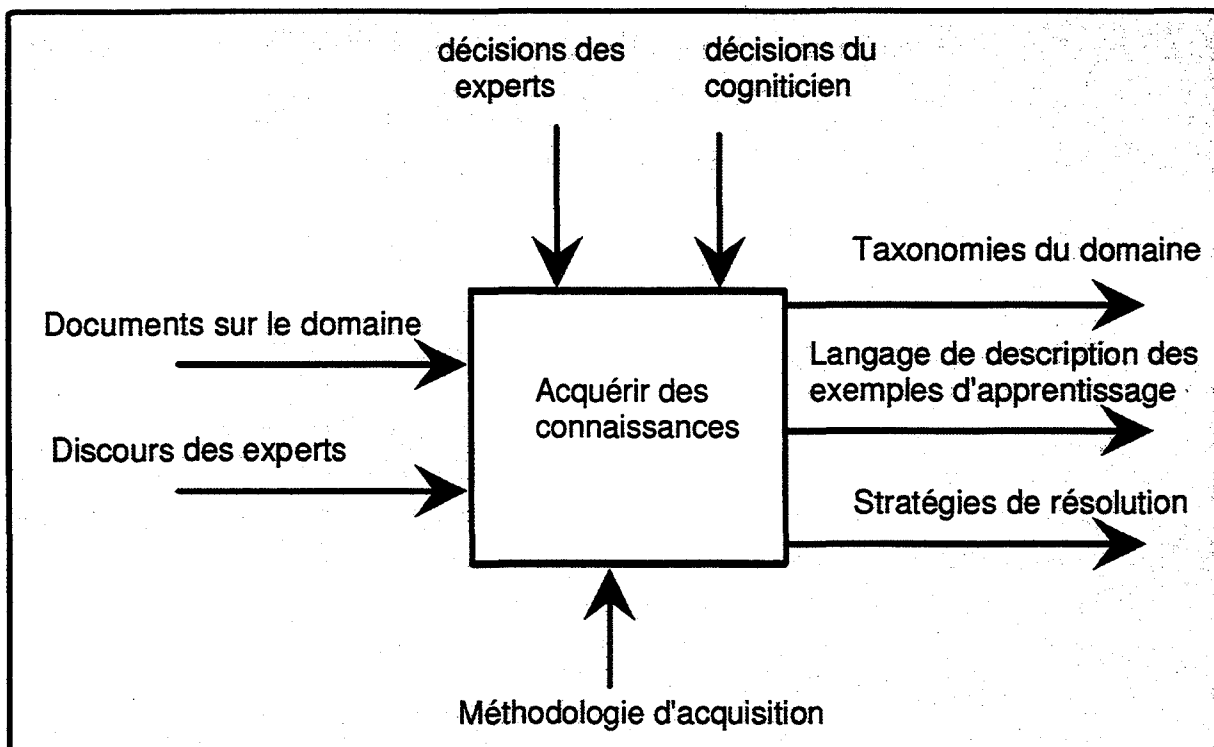 décisions des
experts
décisions du
cogniticien
Taxonomies du domaine
Documents sur le domaine
Langage de description des
exemples d'apprentissage
Acquérir des
connaissances
Discours des experts
Stratégies de résolution
Méthodologie d'acquisition